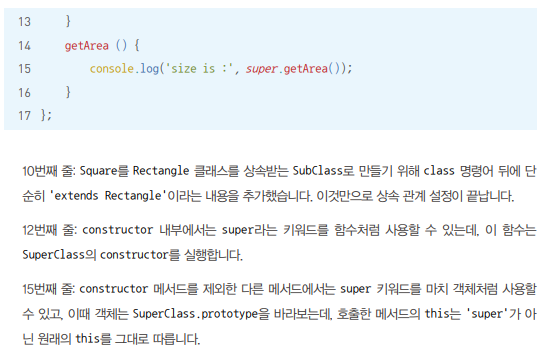 13 }
14 getArea () {
15 console.log('size is :', super.getArea());
16 }
17 };
10번째 줄: Square를 Rectangle 클래스를 상속받는 SubClass로 만들기 위해 class 명령어 뒤에 단
순히 'extends Rectangle'이라는 내용을 추가했습니다. 이것만으로 상속 관계 설정이 끝납니다.
12번째 줄: constructor 내부에서는 super라는 키워드를 함수처럼 사용할 수 있는데, 이 함수는
SuperClass의 constructor를 실행합니다.
15번째 줄: constructor 메서드를 제외한 다른 메서드에서는 super 키워드를 마치 객체처럼 사용할
수 있고, 이때 객체는 SuperClass.prototype을 바라보는데, 호출한 메서드의 this는 'super'가 아
닌 원래의 this를 그대로 따릅니다.